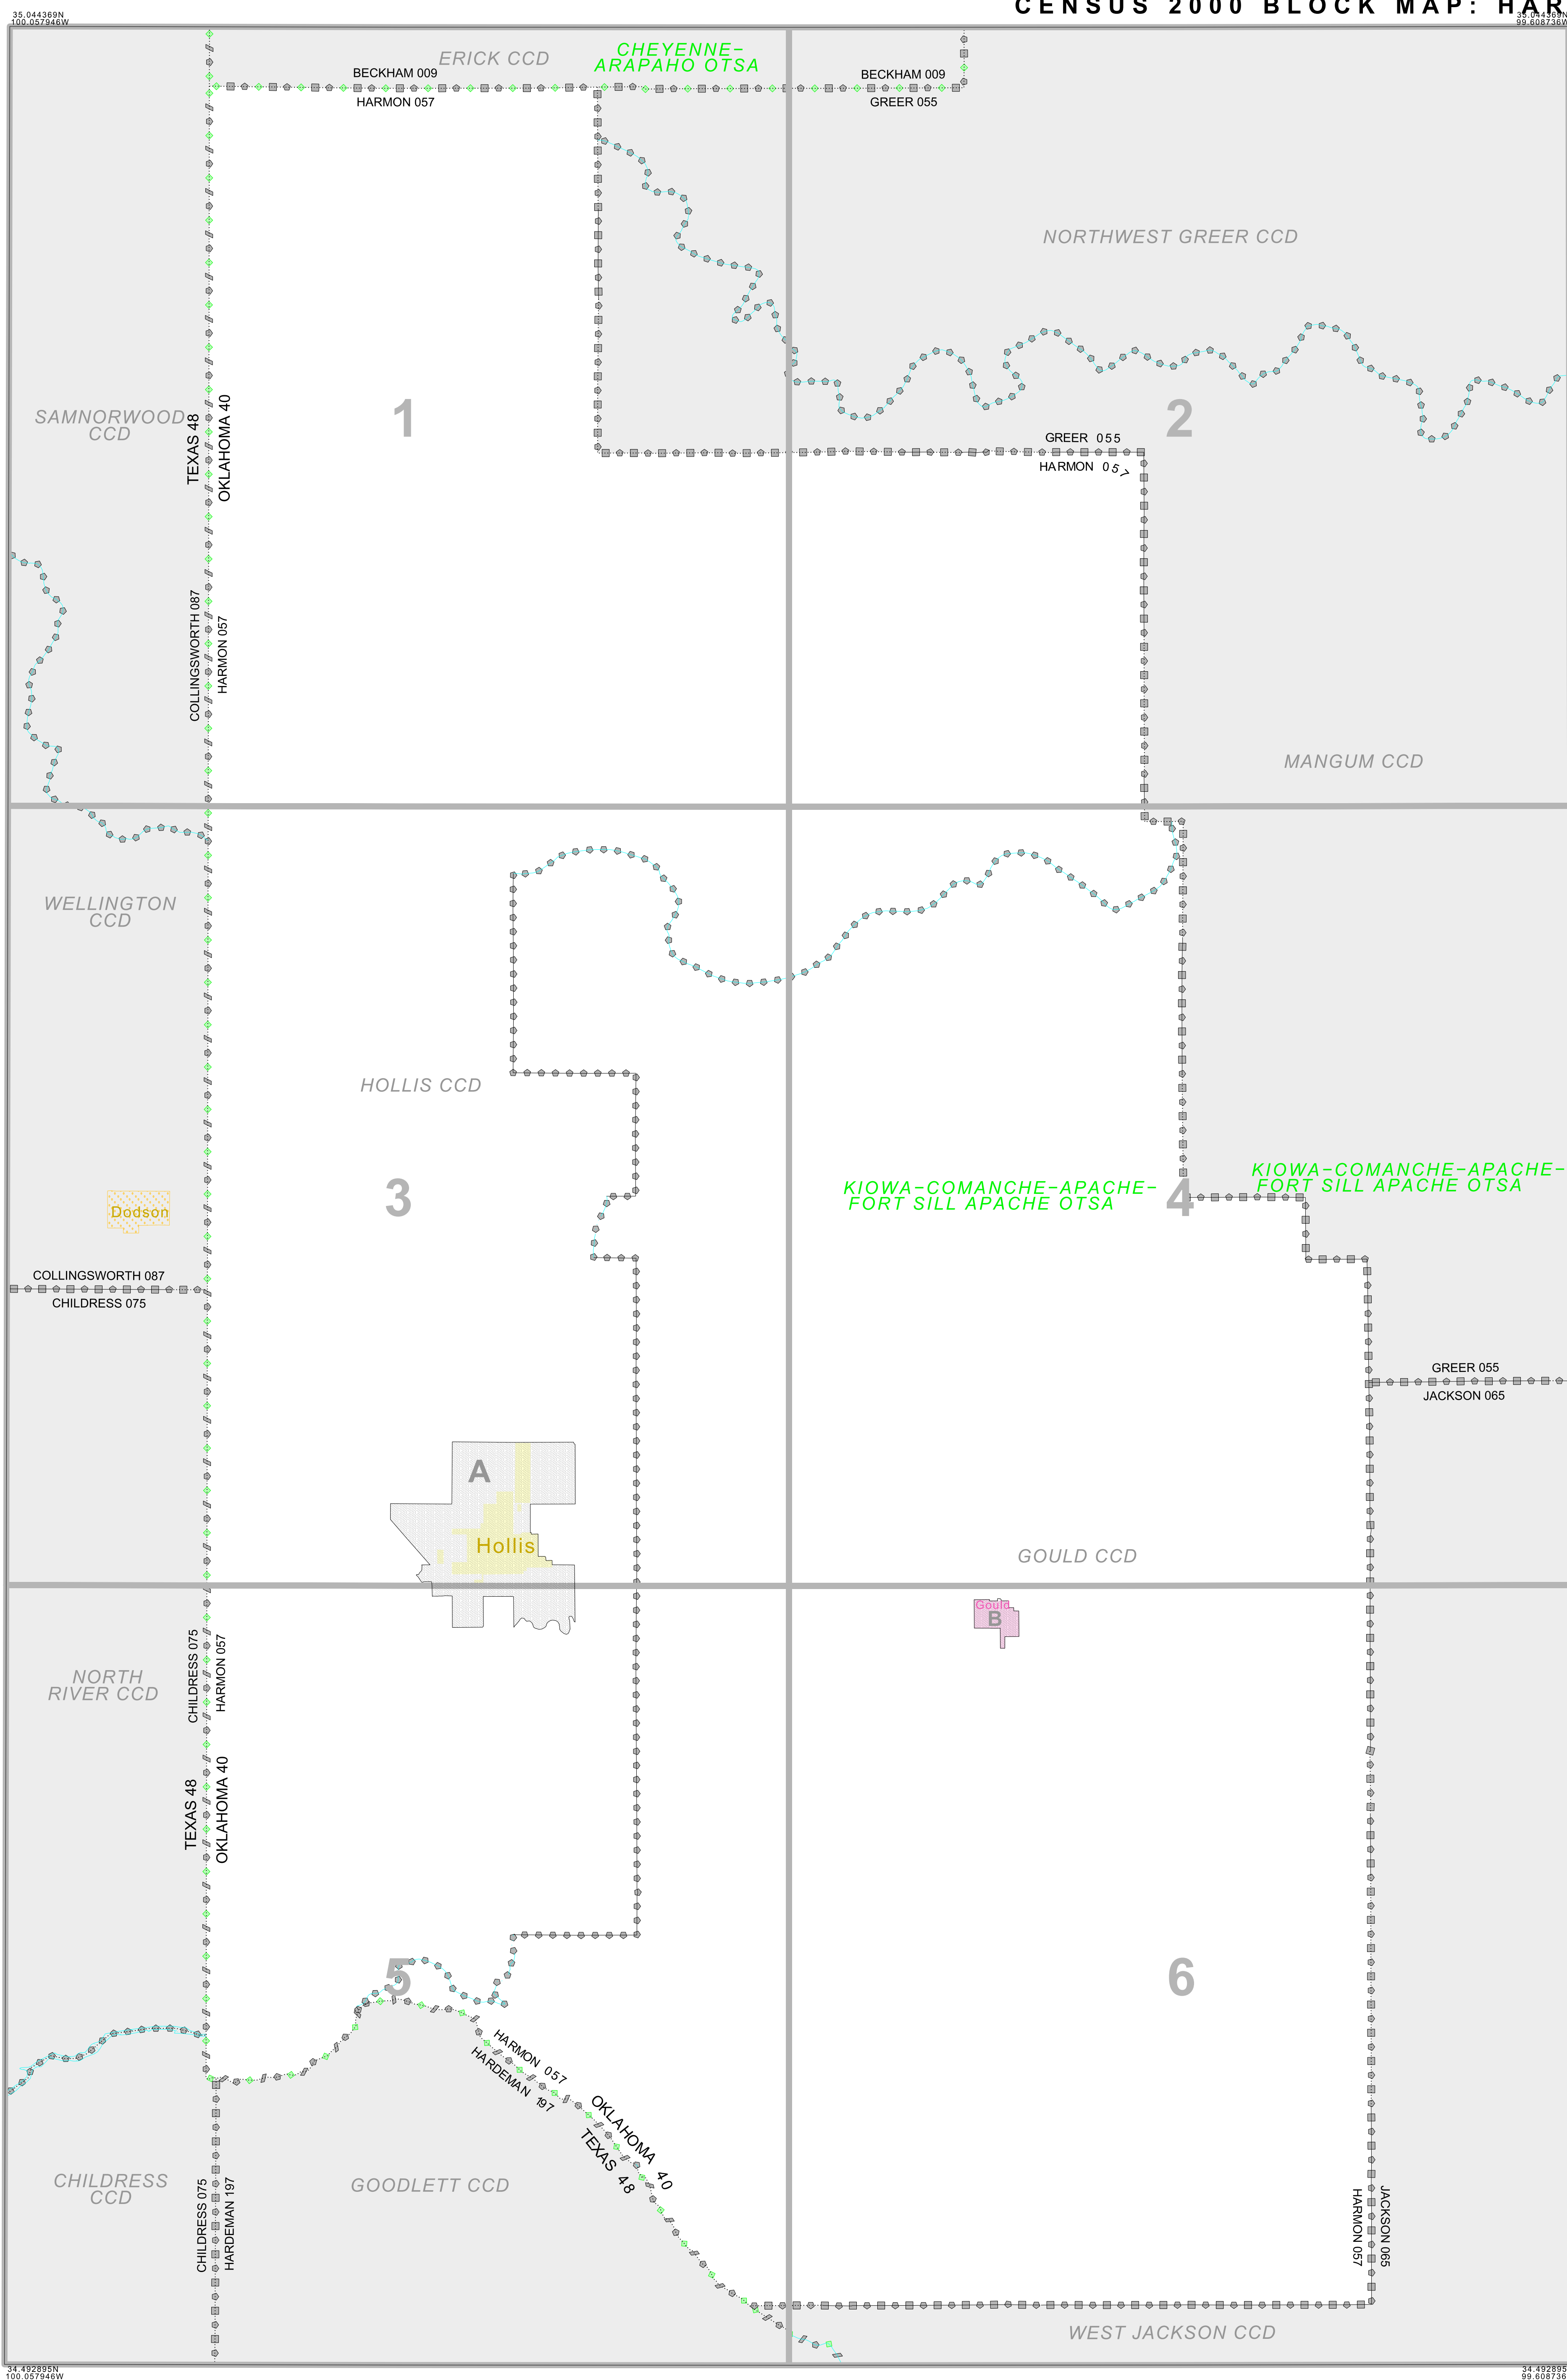 CENSUS 2000 BLOCK MAP: HAR
35.044369N
100.057946W
35.044369N
99.608736W
ERICK CCD
CHEYENNE-
ARAPAHO OTSA
BECKHAM 009
HARMON 057
BECKHAM 009
GREER 055
NORTHWEST GREER CCD
SAMNORWOOD
CCD
TEXAS 48
OKLAHOMA 40
1
2
GREER 055
HARMON 057
COLLINGSWORTH 087
HARMON 057
MANGUM CCD
WELLINGTON
CCD
HOLLIS CCD
3
KIOWA-COMANCHE-APACHE-
FORT SILL APACHE OTSA
4
KIOWA-COMANCHE-APACHE-
FORT SILL APACHE OTSA
Dodson
COLLINGSWORTH 087
CHILDRESS 075
GREER 055
JACKSON 065
A
Hollis
GOULD CCD
Gould
B
CHILDRESS 075
HARMON 057
NORTH
RIVER CCD
TEXAS 48
OKLAHOMA 40
5
6
HARMON 057
HARDEMAN 197
OKLAHOMA 40
TEXAS 48
CHILDRESS
CCD
GOODLETT CCD
CHILDRESS 075
HARDEMAN 197
HARMON 057
JACKSON 065
WEST JACKSON CCD
34.492895N
100.057946W
34.492895
99.608736